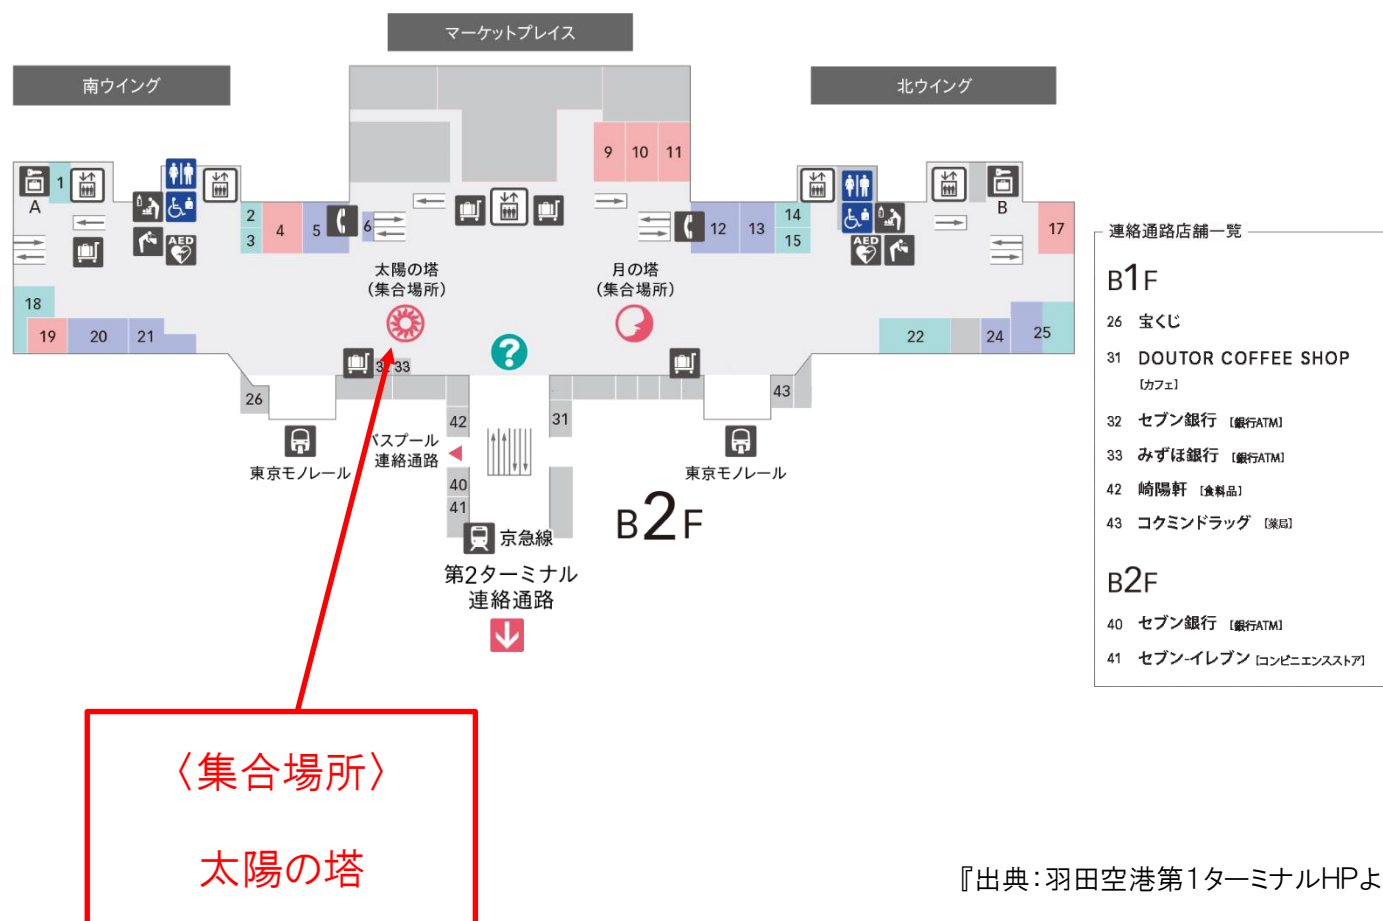 マーケットプレイス
南ウイング
北ウイング
9 10 11
1
A
B
AED
2
3
4
5
6
12
13
14
15
AED
17
太陽の塔
(集合場所)
月の塔
(集合場所)
18
19
20
21
22
24
25
?
33
26
42
31
43
バスプール
連絡通路
東京モノレール
東京モノレール
40
41
B2F
京急線
第2ターミナル
連絡通路
連絡通路店舗一覧
B1F
26 宝くじ
31 DOUTOR COFFEE SHOP
[カフェ]
32 セブン銀行 [銀行ATM]
33 みずほ銀行 [銀行ATM]
42 崎陽軒 [食料品]
43 コクミンドラッグ [薬局]
B2F
40 セブン銀行 [銀行ATM]
41 セブン-イレブン [コンビニエンスストア]
〈集合場所〉
太陽の塔
『出典:羽田空港第1ターミナルHPよ